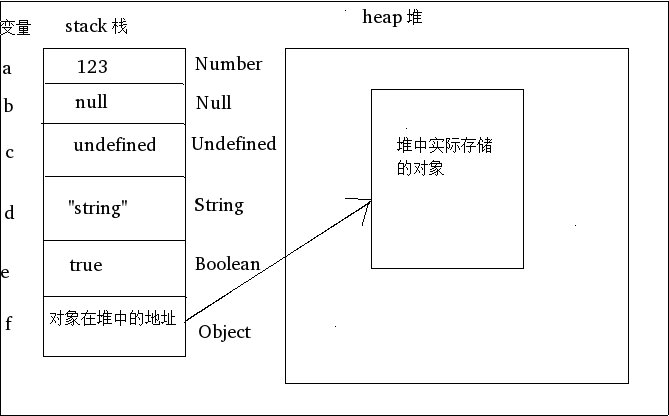 变量 stack 栈 heap 堆
a 123 Number
b null Null
c undefined Undefined
d "string" String
e true Boolean
f 对象在堆中的地址 Object
堆中实际存储
的对象